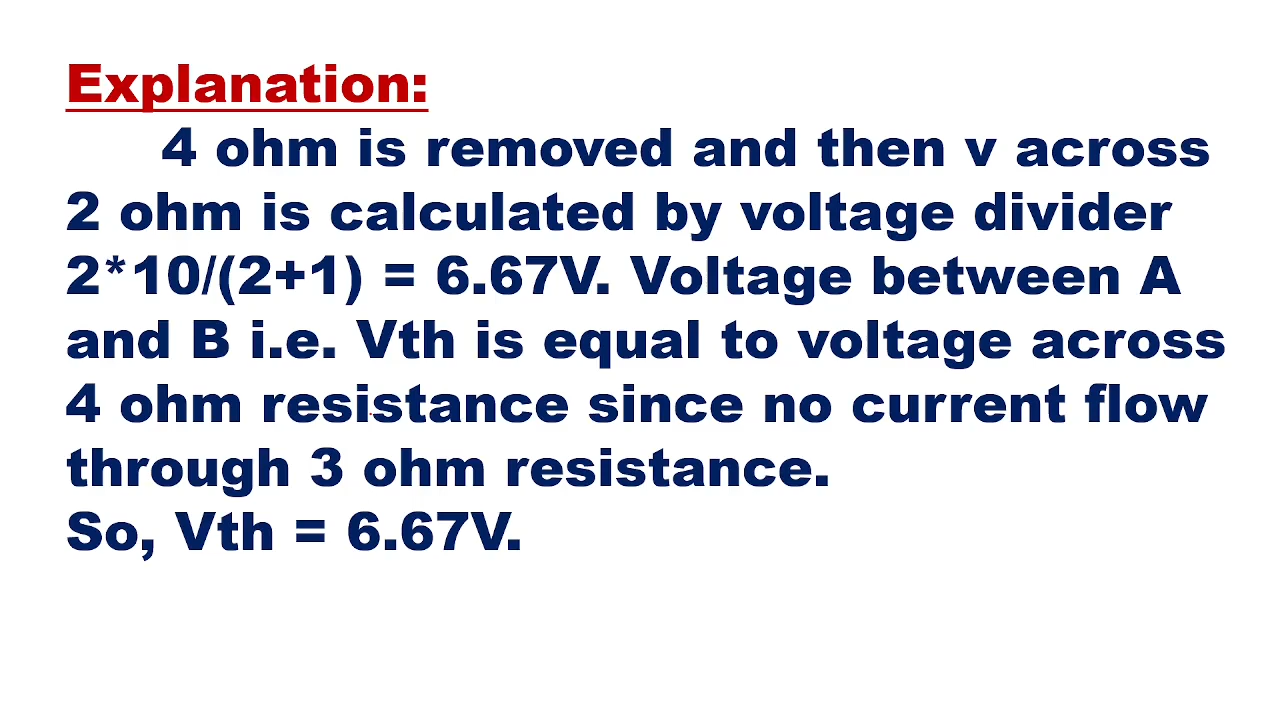 Explanation:
4 ohm is removed and then v across
2 ohm is calculated by voltage divider
2*10/(2+1) = 6.67V. Voltage between A
and B i.e. Vth is equal to voltage across
4 ohm resistance since no current flow
through 3 ohm resistance.
So, Vth = 6.67V.